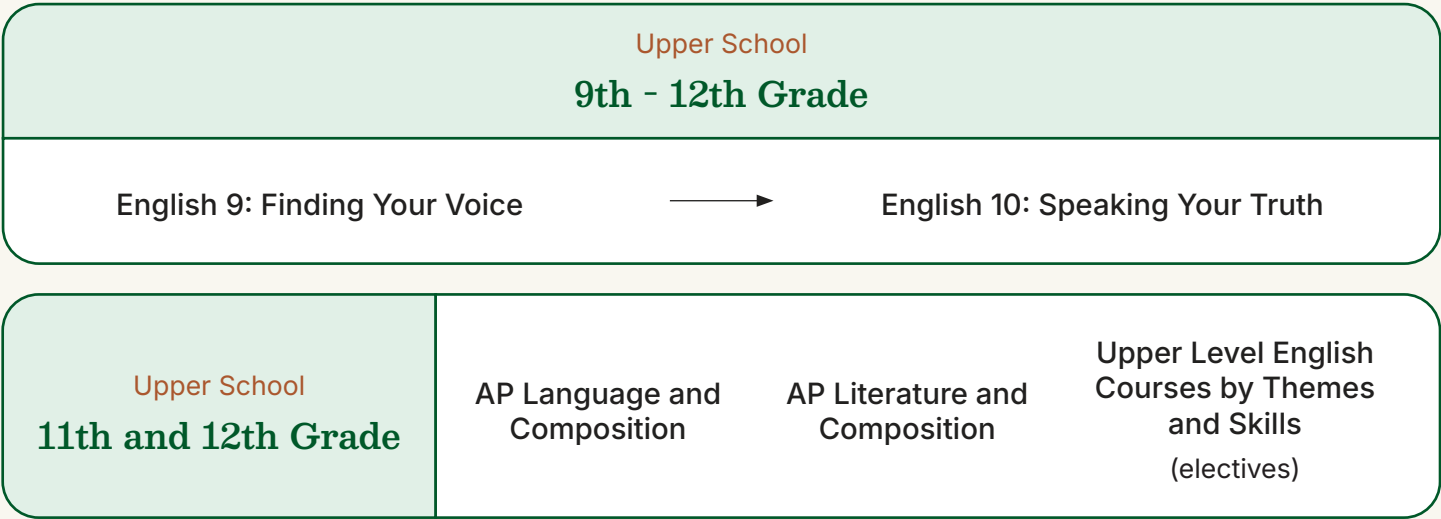 Upper School
9th - 12th Grade
English 9: Finding Your Voice
English 10: Speaking Your Truth
Upper School
11th and 12th Grade
AP Language and
Composition
AP Literature and
Composition
Upper Level English
Courses by Themes
and Skills
(electives)